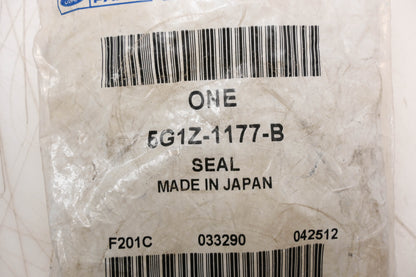 ONE
5G1Z-1177-B
SEAL
MADE IN JAPAN
F201C 033290 042512